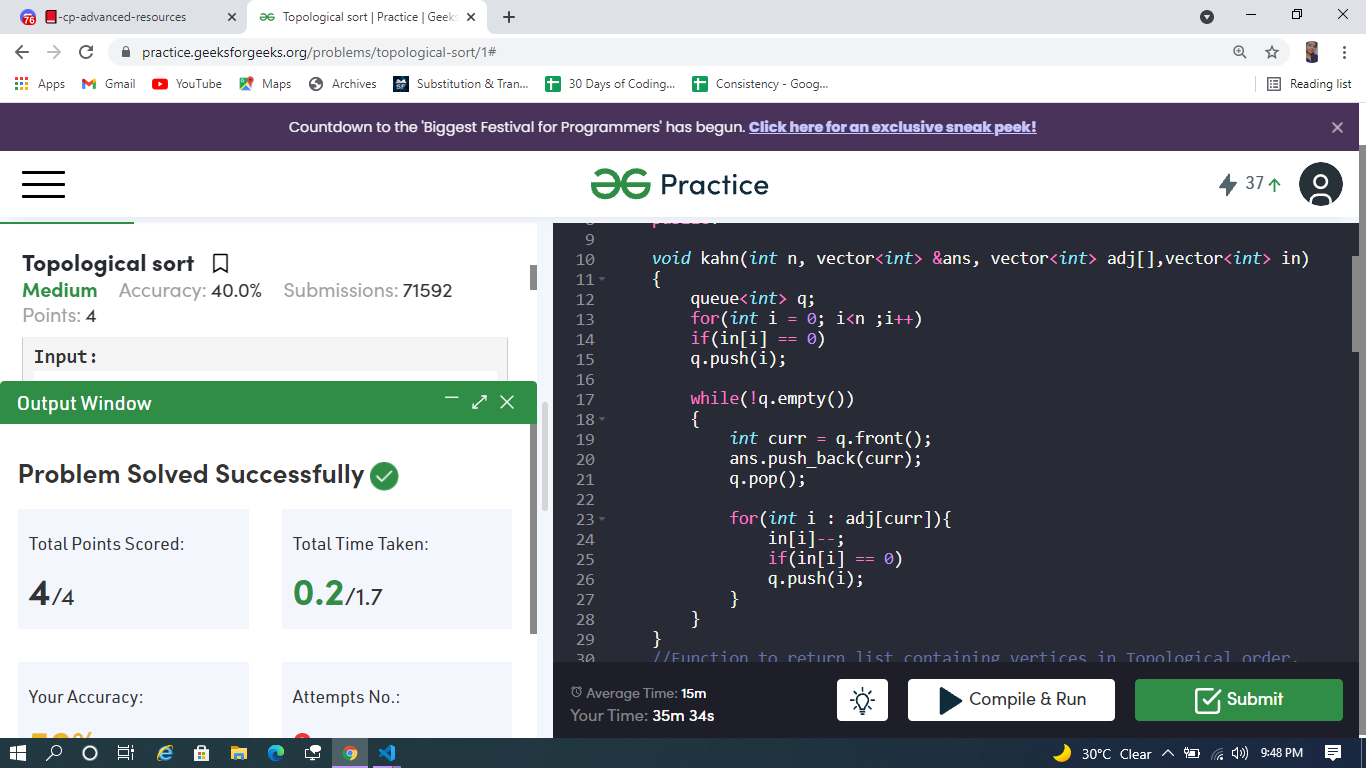 76 -cp-advanced-resources
Topological sort | Practice | Geeks
practice.geeksforgeeks.org/problems/topological-sort/1#
Apps Gmail YouTube Maps Archives Substitution & Tran... 30 Days of Coding... Consistency - Goog... Reading list
Countdown to the 'Biggest Festival for Programmers' has begun. Click here for an exclusive sneak peek!
Practice
37
Topological sort
Medium Accuracy: 40.0% Submissions: 71592
Points: 4
Input:
Output Window
Problem Solved Successfully
Total Points Scored:
4/4
Total Time Taken:
0.2/1.7
Your Accuracy:
Attempts No.:
9
10 void kahn(int n, vector<int> &ans, vector<int> adj[],vector<int> in)
11 {
12 queue<int> q;
13 for(int i = 0; i<n ;i++)
14 if(in[i] == 0)
15 q.push(i);
16
17 while(!q.empty())
18 {
19 int curr = q.front();
20 ans.push_back(curr);
21 q.pop();
22
23 for(int i : adj[curr]){
24 in[i]--;
25 if(in[i] == 0)
26 q.push(i);
27 }
28 }
29 }
30 //Function to return list containing vertices in Topological order.
Average Time: 15m
Your Time: 35m 34s
Compile & Run
Submit
30°C Clear 9:48 PM